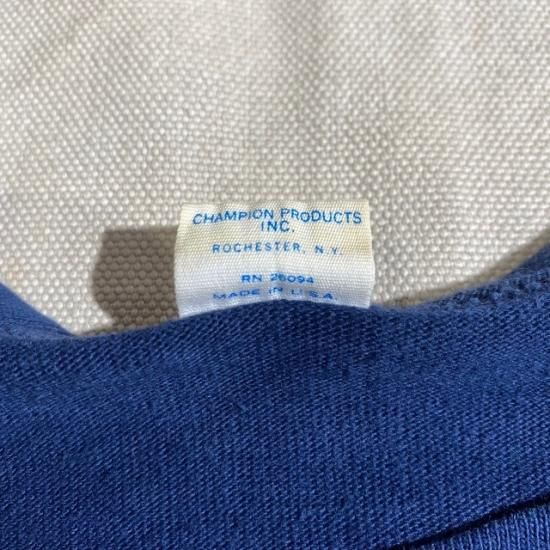 CHAMPION PRODUCTS
INC.
ROCHESTER, N.Y.
RN 26094
MADE IN U.S.A.